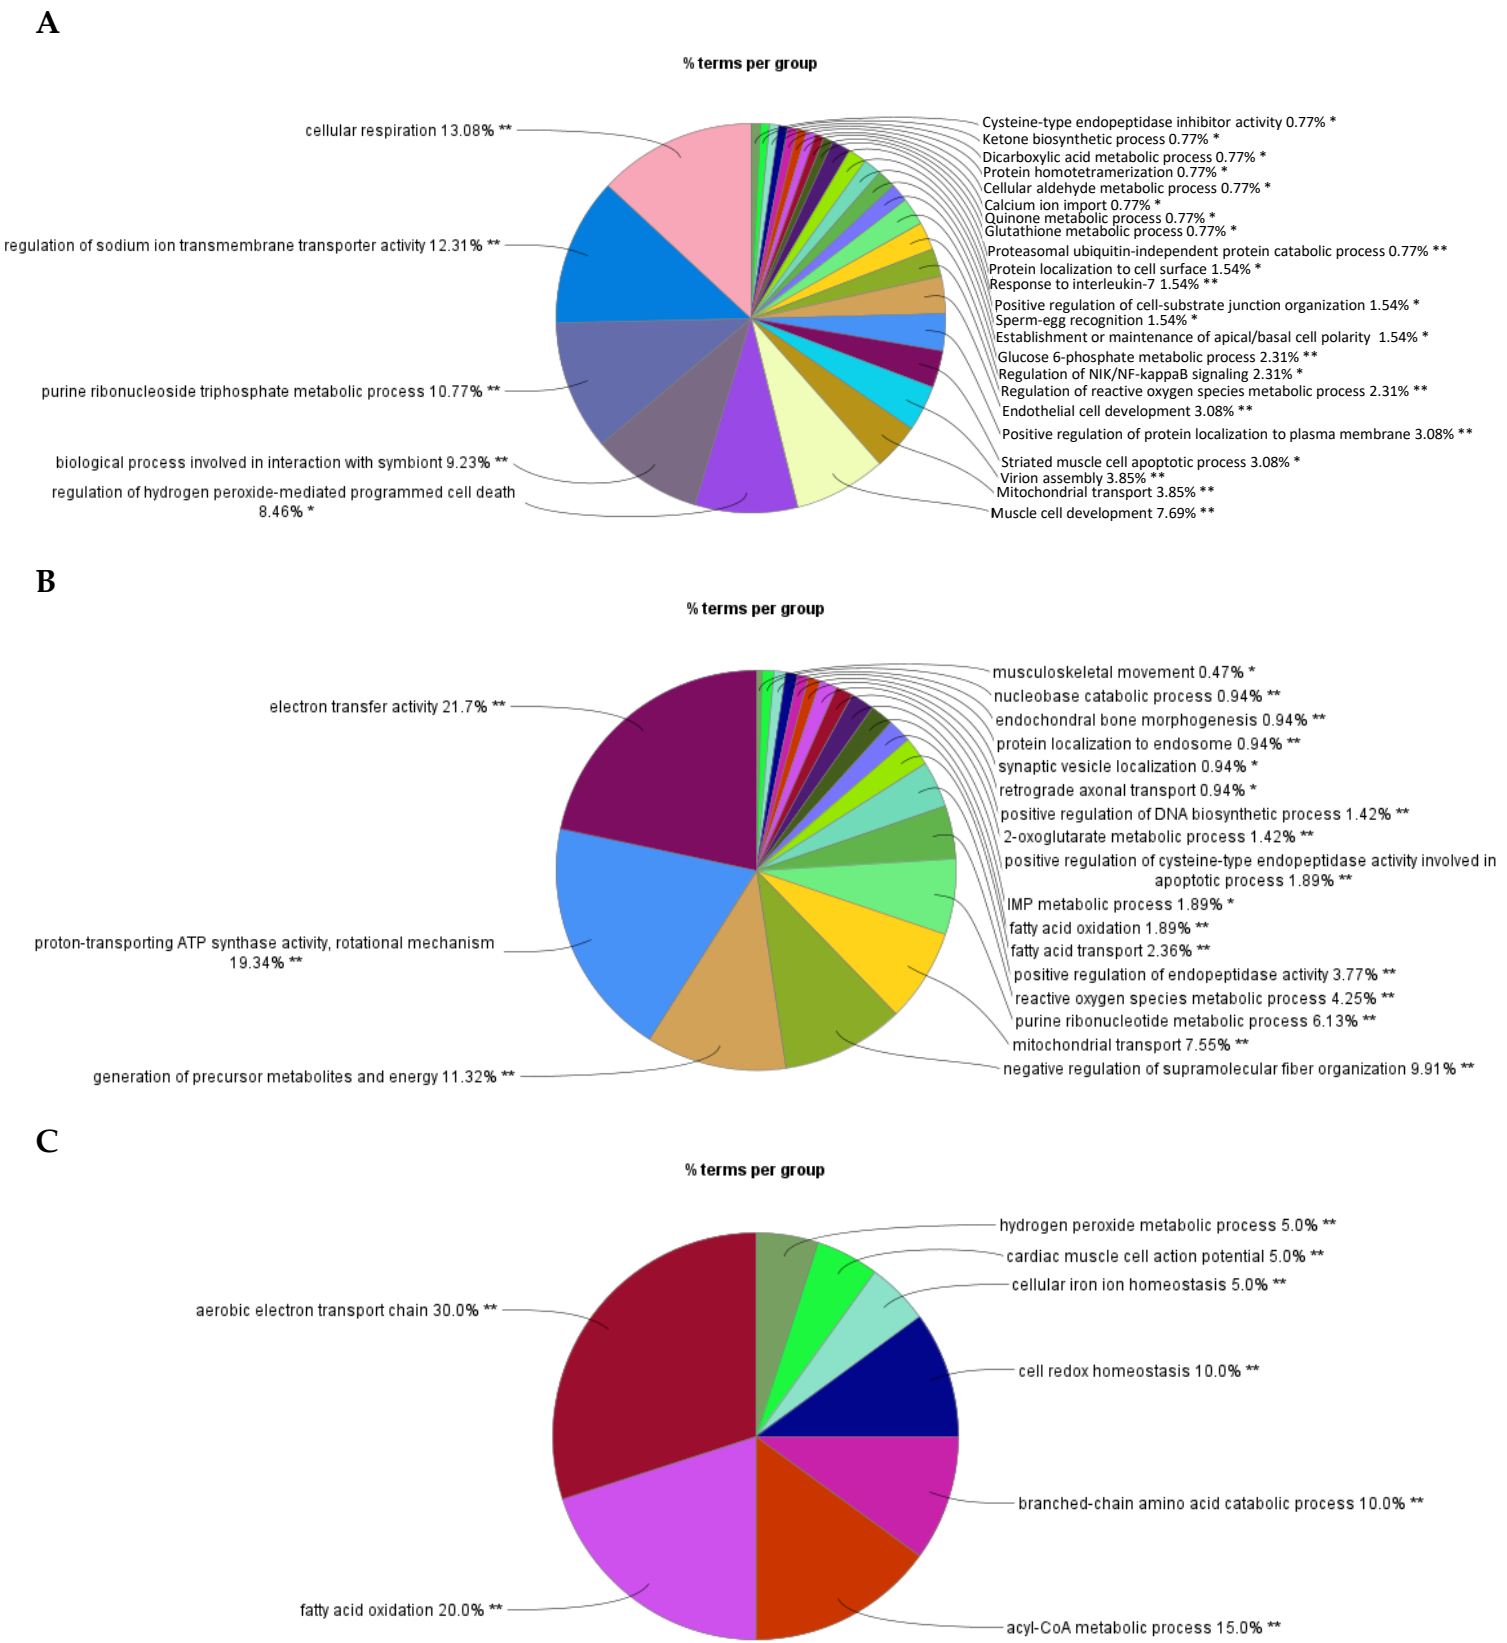 A
% terms per group
cellular respiration 13.08% **
regulation of sodium ion transmembrane transporter activity 12.31% **
purine ribonucleoside triphosphate metabolic process 10.77% **
biological process involved in interaction with symbiont 9.23% **
regulation of hydrogen peroxide-mediated programmed cell death
8.46% *
Cysteine-type endopeptidase inhibitor activity 0.77% *
Ketone biosynthetic process 0.77% *
Dicarboxylic acid metabolic process 0.77% *
Protein homotetramerization 0.77% *
Cellular aldehyde metabolic process 0.77% *
Calcium ion import 0.77% *
Quinone metabolic process 0.77% *
Glutathione metabolic process 0.77% *
Proteasomal ubiquitin-independent protein catabolic process 0.77% **
Protein localization to cell surface 1.54% *
Response to interleukin-7 1.54% **
Positive regulation of cell-substrate junction organization 1.54% *
Sperm-egg recognition 1.54% *
Establishment or maintenance of apical/basal cell polarity 1.54% *
Glucose 6-phosphate metabolic process 2.31% **
Regulation of NIK/NF-kappaB signaling 2.31% *
Regulation of reactive oxygen species metabolic process 2.31% **
Endothelial cell development 3.08% **
Positive regulation of protein localization to plasma membrane 3.08% **
Striated muscle cell apoptotic process 3.08% *
Virion assembly 3.85% **
Mitochondrial transport 3.85% **
Muscle cell development 7.69% **
B
% terms per group
electron transfer activity 21.7% **
proton-transporting ATP synthase activity, rotational mechanism
19.34% **
generation of precursor metabolites and energy 11.32% **
musculoskeletal movement 0.47% *
nucleobase catabolic process 0.94% **
endochondral bone morphogenesis 0.94% **
protein localization to endosome 0.94% **
synaptic vesicle localization 0.94% *
retrograde axonal transport 0.94% *
positive regulation of DNA biosynthetic process 1.42% **
2-oxoglutarate metabolic process 1.42% **
positive regulation of cysteine-type endopeptidase activity involved in
apoptotic process 1.89% **
IMP metabolic process 1.89% *
fatty acid oxidation 1.89% **
fatty acid transport 2.36% **
positive regulation of endopeptidase activity 3.77% **
reactive oxygen species metabolic process 4.25% **
purine ribonucleotide metabolic process 6.13% **
mitochondrial transport 7.55% **
negative regulation of supramolecular fiber organization 9.91% **
C
% terms per group
aerobic electron transport chain 30.0% **
fatty acid oxidation 20.0% **
hydrogen peroxide metabolic process 5.0% **
cardiac muscle cell action potential 5.0% **
cellular iron ion homeostasis 5.0% **
cell redox homeostasis 10.0% **
branched-chain amino acid catabolic process 10.0% **
acyl-CoA metabolic process 15.0% **